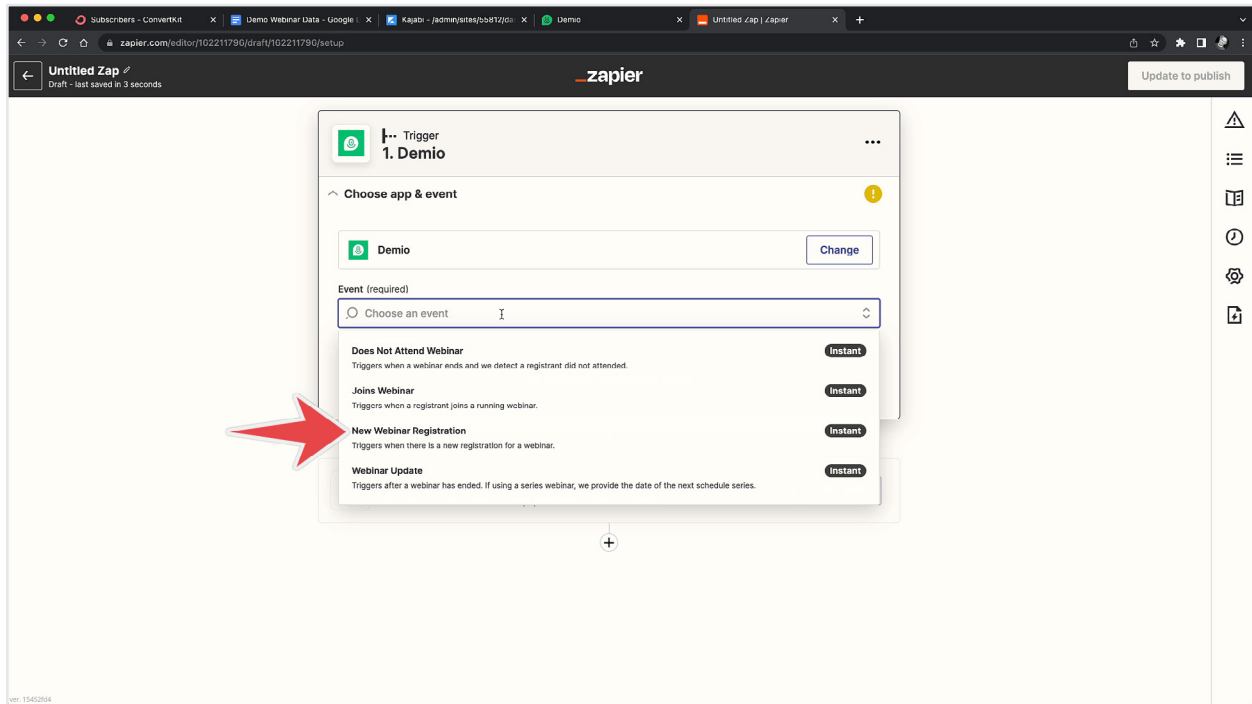 Subscribers - ConvertKit
Demo Webinar Data - Google
Kajabi - /admin/sites/55812/da
Demio
Untitled Zap | Zapier
zapier.com/editor/102211790/draft/102211790/setup
Untitled Zap
Draft - last saved in 3 seconds
_zapier
Update to publish
Trigger
1. Demio
Choose app & event
Demio
Change
Event (required)
Choose an event
Does Not Attend Webinar
Instant
Triggers when a webinar ends and we detect a registrant did not attended.
Joins Webinar
Instant
Triggers when a registrant joins a running webinar.
New Webinar Registration
Instant
Triggers when there is a new registration for a webinar.
Webinar Update
Instant
Triggers after a webinar has ended. If using a series webinar, we provide the date of the next schedule series.
ver. 15452fd4